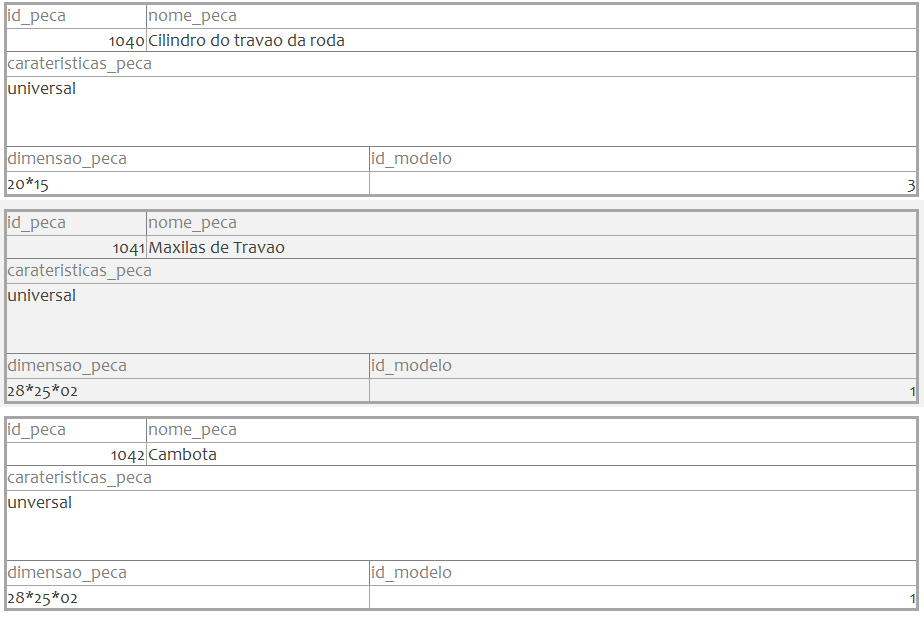 id_peca nome_peca
1040 Cilindro do travao da roda
carateristicas_peca
universal
dimensao_peca id_modelo
20*15 3
id_peca nome_peca
1041 Maxilas de Travao
carateristicas_peca
universal
dimensao_peca id_modelo
28*25*02 1
id_peca nome_peca
1042 Cambota
carateristicas_peca
unversal
dimensao_peca id_modelo
28*25*02 1